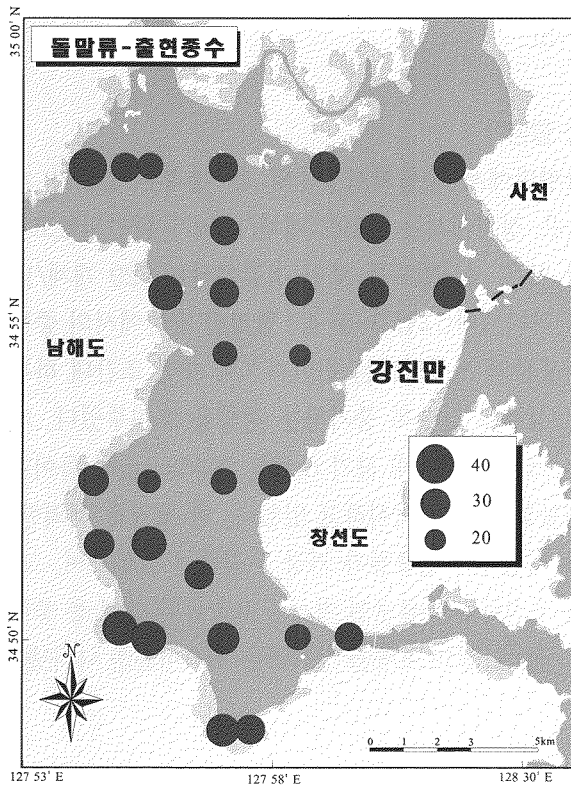 35 00' N
돌말류-출현종수
사천
34 55' N
남해도
강진만
40
30
20
창선도
34 50' N
N
0 1 2 3 5km
127 53' E
127 58' E
128 30' E